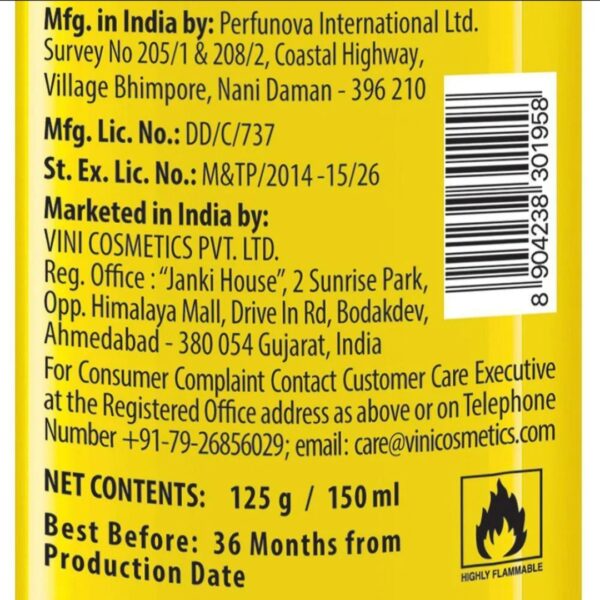 Mfg. in India by: Perfunova International Ltd.
Survey No 205/1 & 208/2, Coastal Highway,
Village Bhimpore, Nani Daman - 396 210
Mfg. Lic. No.: DD/C/737
St. Ex. Lic. No.: M&TP/2014 -15/26
Marketed in India by:
VINI COSMETICS PVT. LTD.
Reg. Office : “Janki House”, 2 Sunrise Park,
Opp. Himalaya Mall, Drive In Rd, Bodakdev,
Ahmedabad - 380 054 Gujarat, India
8 904238 301958
For Consumer Complaint Contact Customer Care Executive
at the Registered Office address as above or on Telephone
Number +91-79-26856029; email: care@vinicosmetics.com
NET CONTENTS: 125 g / 150 ml
Best Before: 36 Months from
Production Date
HIGHLY FLAMMABLE